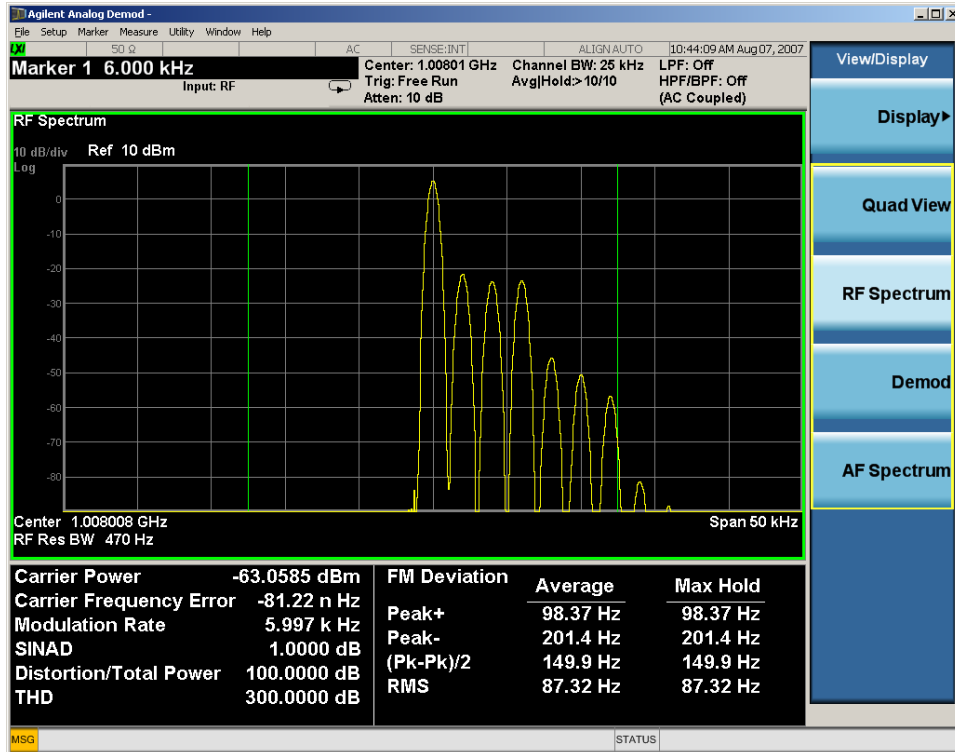 Agilent Analog Demod -
File Setup Marker Measure Utility Window Help
LXI 50 Ω AC SENSE:INT ALIGN AUTO 10:44:09 AM Aug 07, 2007
Marker 1 6.000 kHz
Input: RF
Center: 1.00801 GHz Channel BW: 25 kHz LPF: Off
Trig: Free Run Avg|Hold:>10/10 HPF/BPF: Off
Atten: 10 dB (AC Coupled)
RF Spectrum
10 dB/div Ref 10 dBm
Log
0
-10
-20
-30
-40
-50
-60
-70
-80
Center 1.008008 GHz Span 50 kHz
RF Res BW 470 Hz
Carrier Power -63.0585 dBm
Carrier Frequency Error -81.22 n Hz
Modulation Rate 5.997 k Hz
SINAD 1.0000 dB
Distortion/Total Power 100.0000 dB
THD 300.0000 dB
FM Deviation Average Max Hold
Peak+ 98.37 Hz 98.37 Hz
Peak- 201.4 Hz 201.4 Hz
(Pk-Pk)/2 149.9 Hz 149.9 Hz
RMS 87.32 Hz 87.32 Hz
View/Display
Display▶
Quad View
RF Spectrum
Demod
AF Spectrum
MSG STATUS